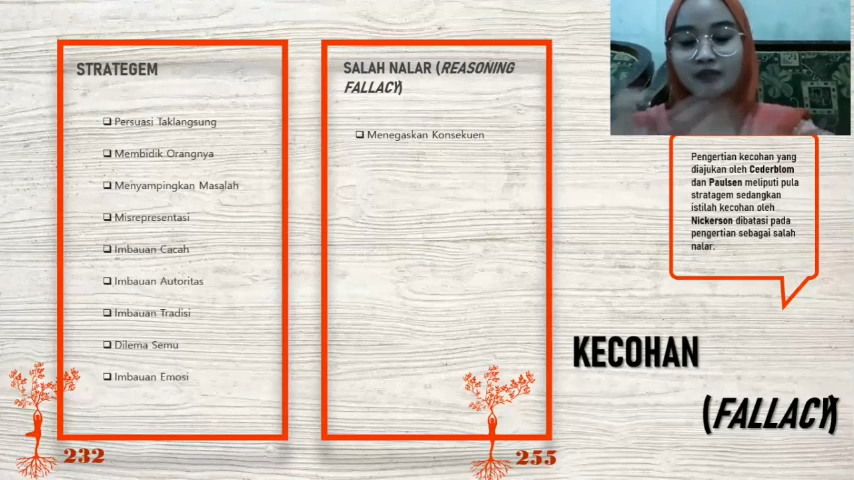 STRATEGEM
Persuasi Taklangsung
Membidik Orangnya
Menyampingkan Masalah
Misrepresentasi
Imbauan Cacah
Imbauan Autoritas
Imbauan Tradisi
Dilema Semu
Imbauan Emosi
232
SALAH NALAR (REASONING
FALLACY)
Menegaskan Konsekuen
255
Pengertian kecohan yang
diajukan oleh Cederblom
dan Paulsen meliputi pula
stratagem sedangkan
istilah kecohan oleh
Nickerson dibatasi pada
pengertian sebagai salah
nalar.
KECOHAN
(FALLACY)